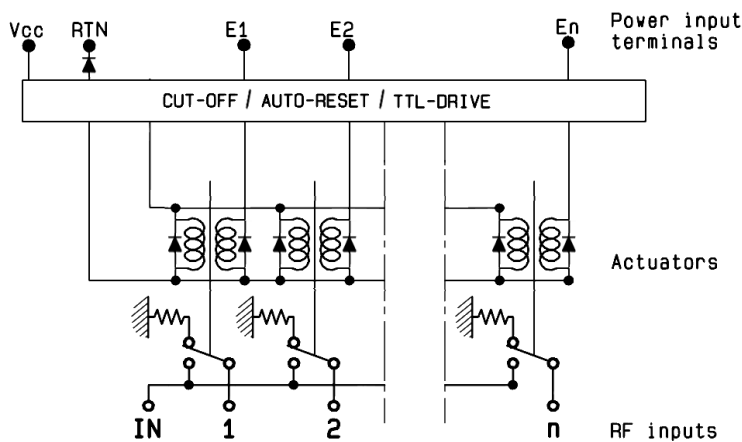 Vcc RTN E1 E2 En Power input
terminals
CUT-OFF / AUTO-RESET / TTL-DRIVE
Actuators
IN 1 2 n RF inputs